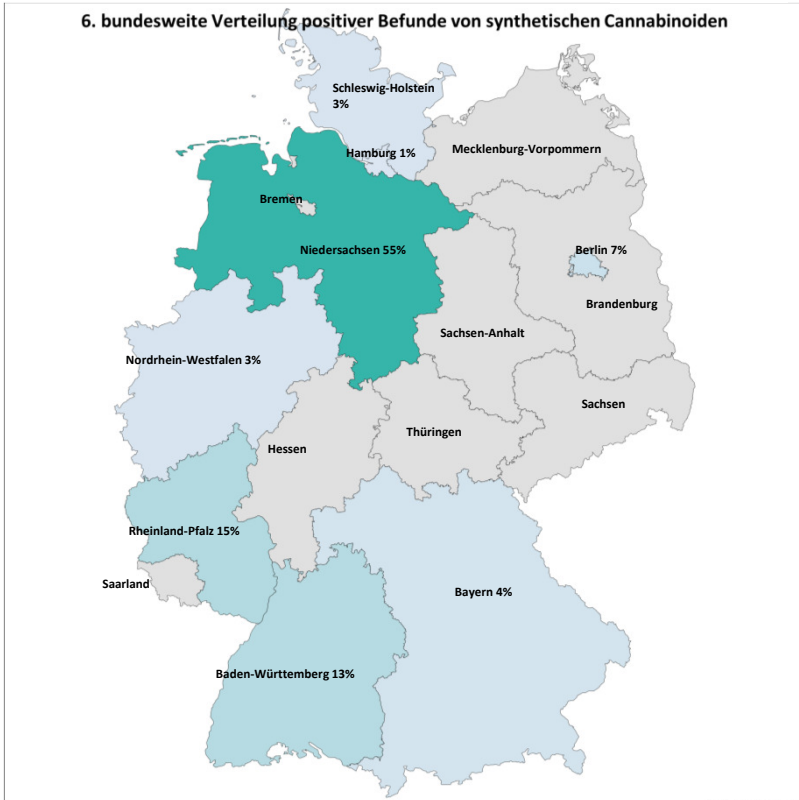 6. bundesweite Verteilung positiver Befunde von synthetischen Cannabinoiden
Schleswig-Holstein
3%
Mecklenburg-Vorpommern
Hamburg 1%
Bremen
Niedersachsen 55%
Berlin 7%
Brandenburg
Sachsen-Anhalt
Nordrhein-Westfalen 3%
Sachsen
Thüringen
Hessen
Rheinland-Pfalz 15%
Saarland
Bayern 4%
Baden-Württemberg 13%